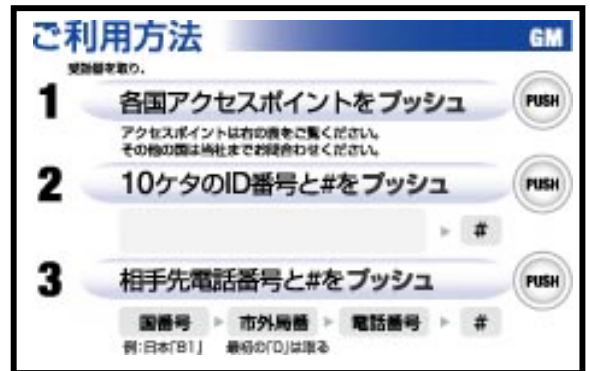 ご利用方法
GM
受話器を取り、
1 各国アクセスポイントをプッシュ PUSH
アクセスポイントは右の表をご覧ください。
その他の国は当社までお問合わせください。
2 10ケタのID番号と#をプッシュ PUSH
#
3 相手先電話番号と#をプッシュ PUSH
国番号 市外局番 電話番号 #
例:日本「81」 最初の「0」は取る